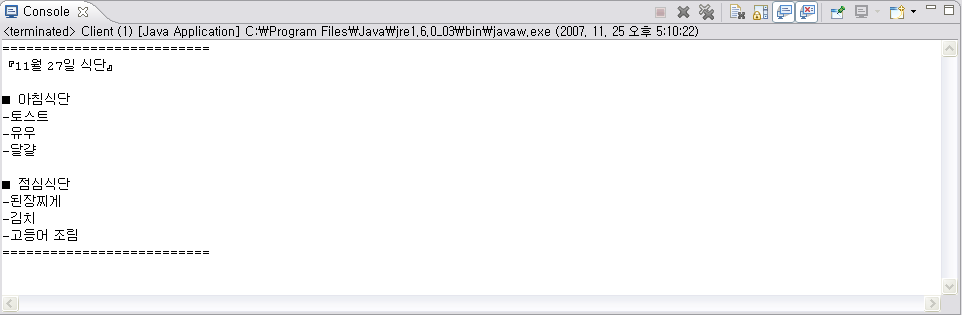 Console
<terminated> Client (1) [Java Application] C:₩Program Files₩Java₩jre1.6.0_03₩bin₩javaw.exe (2007. 11. 25 오후 5:10:22)
==========================
『11월 27일 식단』
■ 아침식단
-토스트
-유우
-달걀
■ 점심식단
-된장찌게
-김치
-고등어 조림
==========================